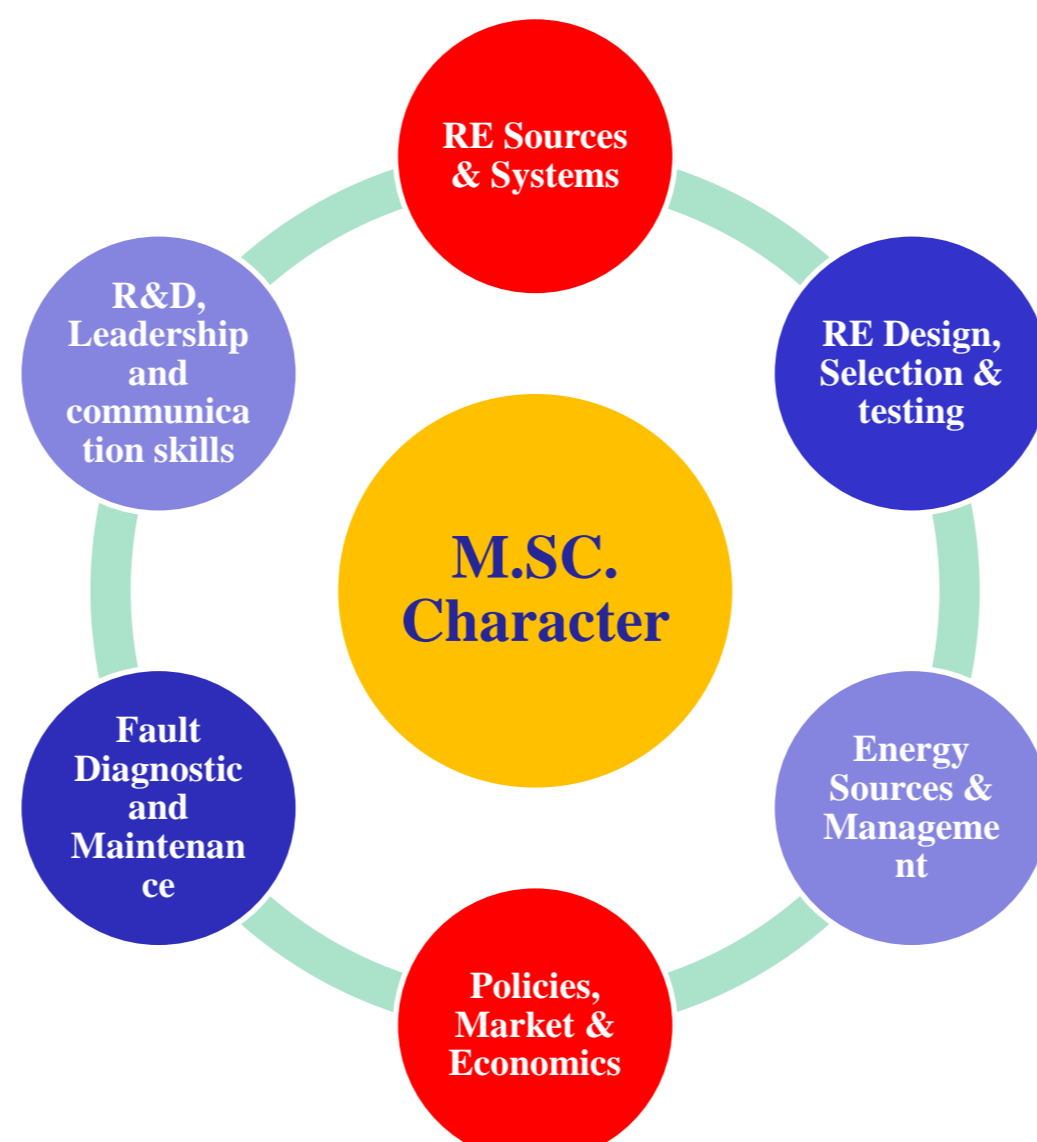 RE Sources
& Systems
RE Design,
Selection &
testing
Energy
Sources &
Manageme
nt
Policies,
Market &
Economics
Fault
Diagnostic
and
Maintenan
ce
R&D,
Leadership
and
communica
tion skills
M.SC.
Character